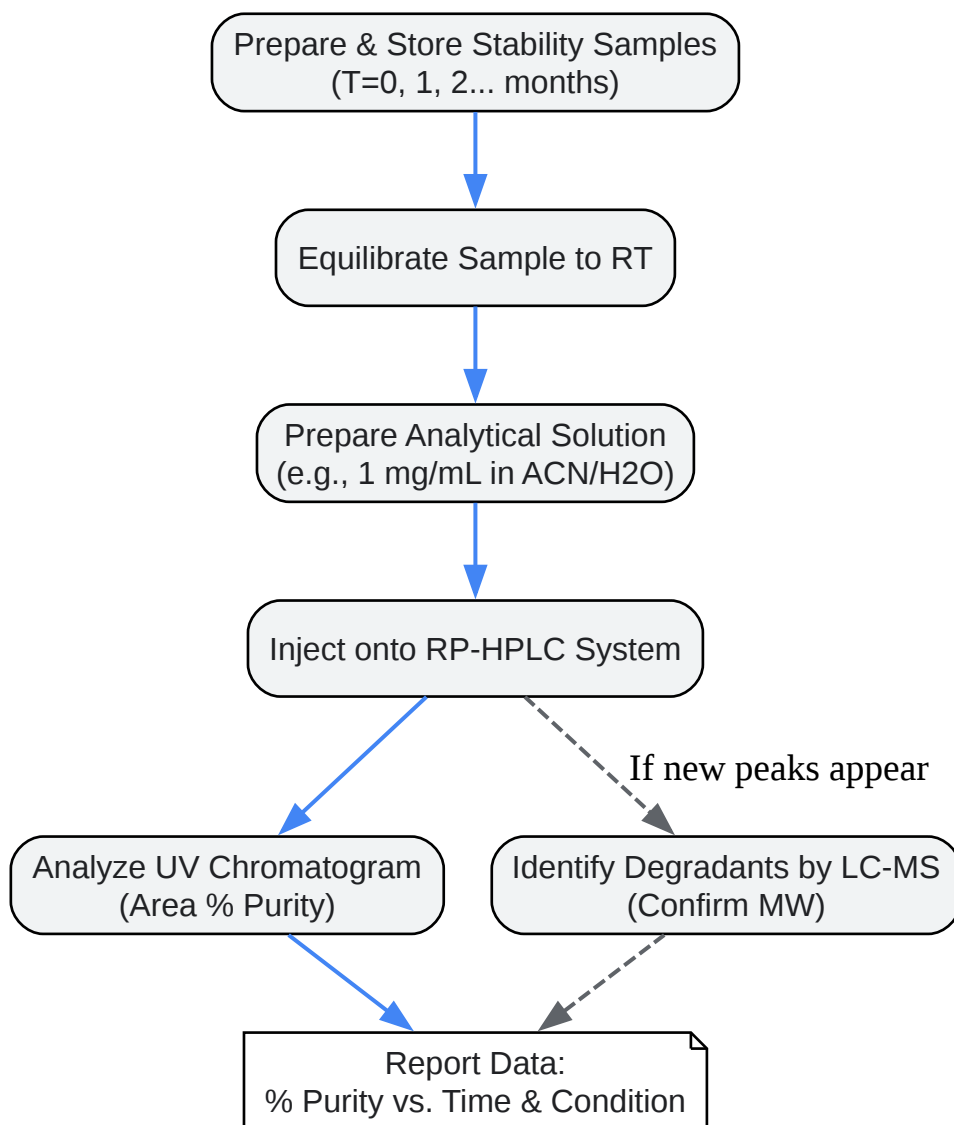 Prepare & Store Stability Samples
(T=0, 1, 2... months)
Equilibrate Sample to RT
Prepare Analytical Solution
(e.g., 1 mg/mL in ACN/H2O)
Inject onto RP-HPLC System
If new peaks appear
Analyze UV Chromatogram
(Area % Purity)
Identify Degradants by LC-MS
(Confirm MW)
Report Data:
% Purity vs. Time & Condition